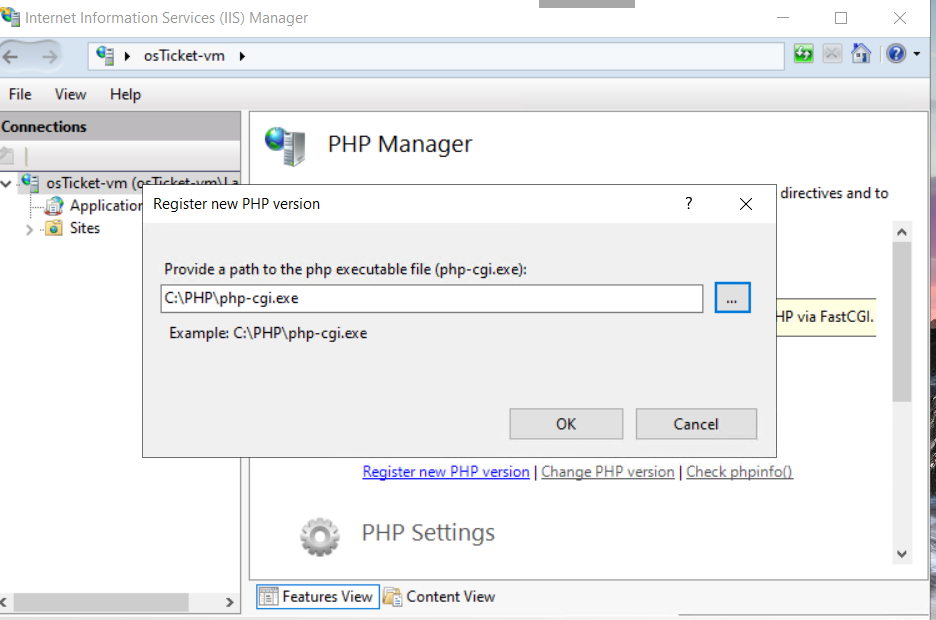 Internet Information Services (IIS) Manager
osTicket-vm
File View Help
Connections
PHP Manager
osTicket-vm (osTicket-vm\La
directives and to
Register new PHP version ?
Application
Sites
Provide a path to the php executable file (php-cgi.exe):
C:\PHP\php-cgi.exe ...
HP via FastCGI.
Example: C:\PHP\php-cgi.exe
OK Cancel
Register new PHP version | Change PHP version | Check phpinfo()
PHP Settings
Features View Content View